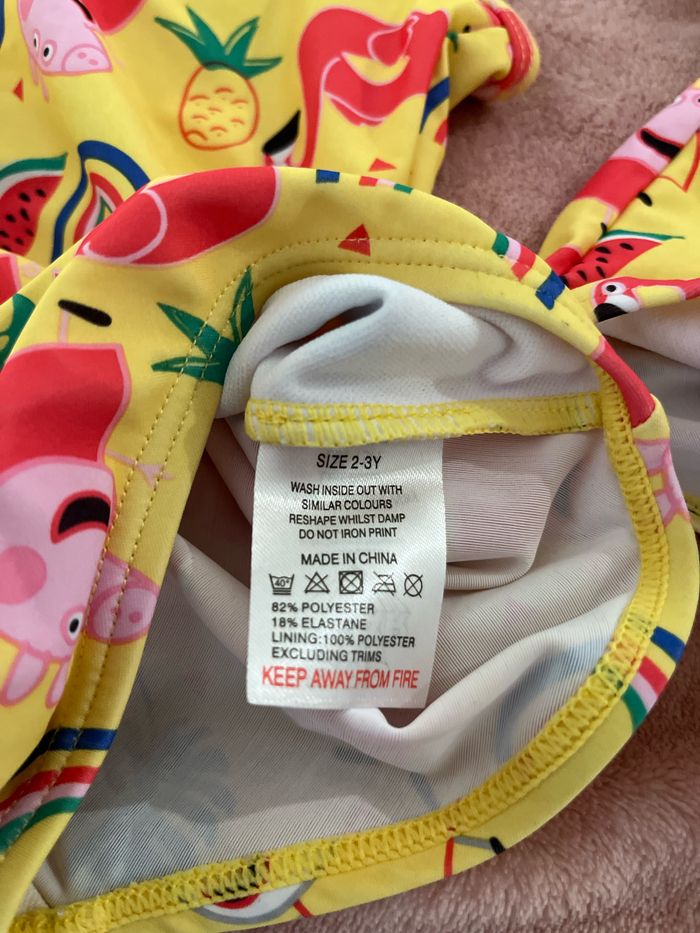 SIZE 2-3Y
WASH INSIDE OUT WITH
SIMILAR COLOURS
RESHAPE WHILST DAMP
DO NOT IRON PRINT
MADE IN CHINA
40°
82% POLYESTER
18% ELASTANE
LINING:100% POLYESTER
EXCLUDING TRIMS
KEEP AWAY FROM FIRE